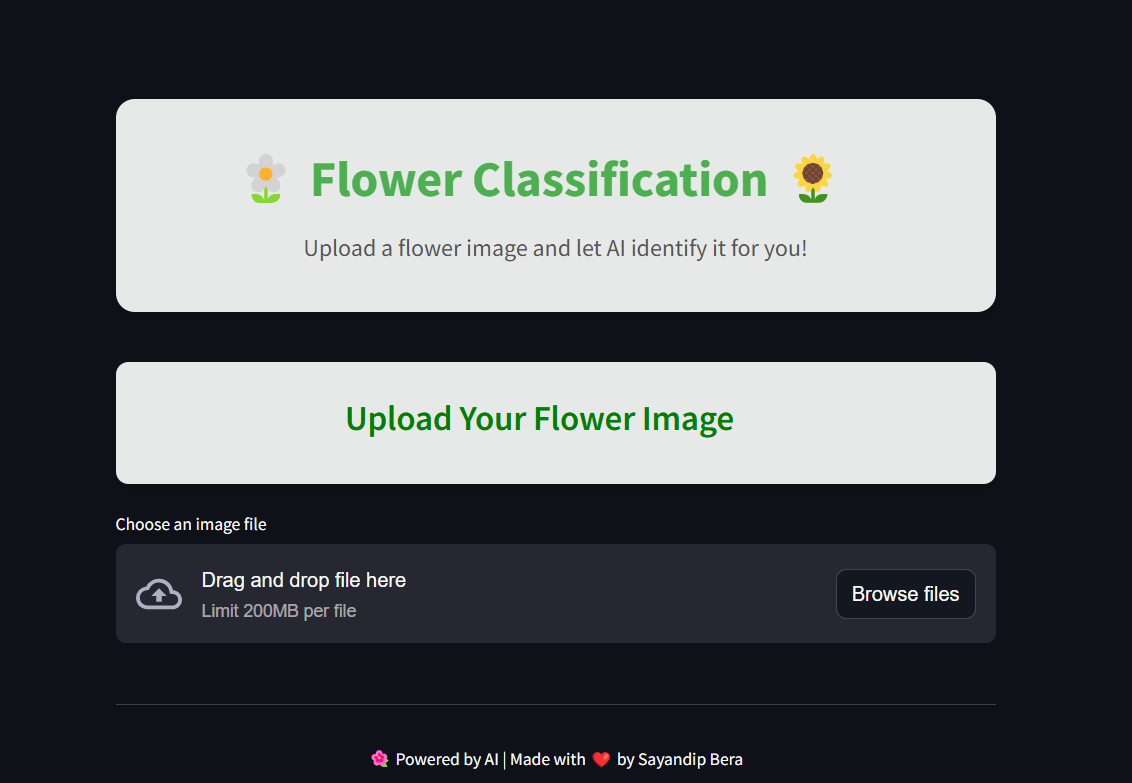 🌼 Flower Classification 🌻
Upload a flower image and let AI identify it for you!
Upload Your Flower Image
Choose an image file
Drag and drop file here
Limit 200MB per file
Browse files
🌺 Powered by AI | Made with ❤️ by Sayandip Bera